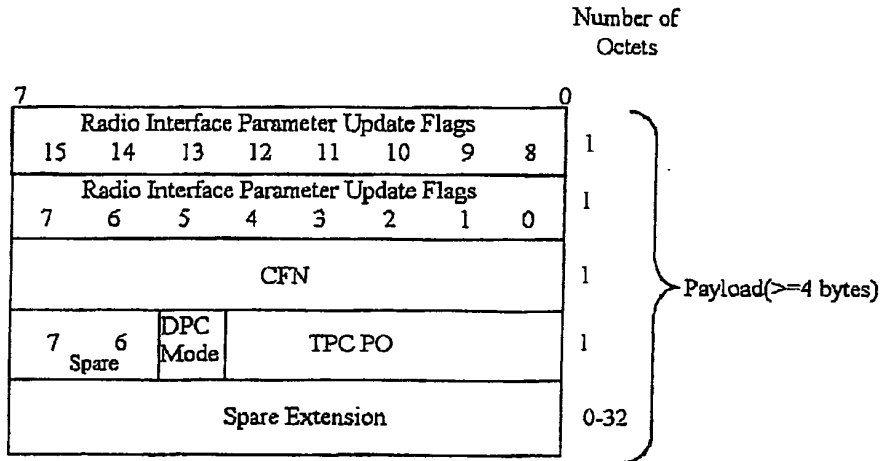 Number of
Octets
7 0
Radio Interface Parameter Update Flags
15 14 13 12 11 10 9 8 1
Radio Interface Parameter Update Flags
7 6 5 4 3 2 1 0 1
CFN 1
Payload(>=4 bytes)
7 6 DPC Mode TPC PO 1
Spare
Spare Extension 0-32